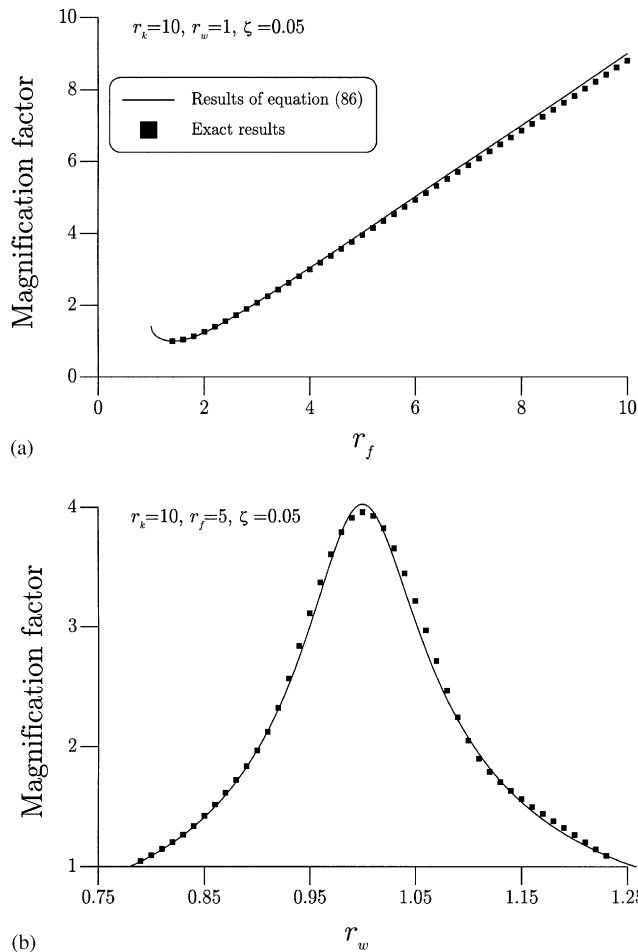 10
r_k=10, r_w=1, ζ=0.05
Results of equation (86)
Exact results
8
6
4
2
0
Magnification factor
0 2 4 6 8 10
r_f
(a)
4
r_k=10, r_f=5, ζ=0.05
3
2
1
Magnification factor
0.75 0.85 0.95 1.05 1.15 1.25
r_w
(b)